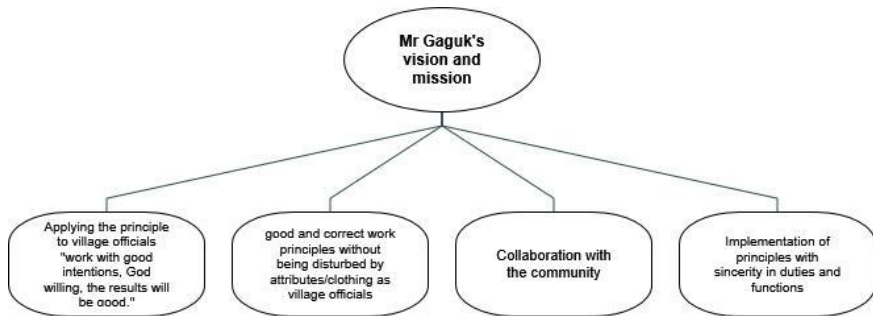 Mr Gaguk's
vision and
mission
Applying the principle
to village officials
"work with good
intentions, God
willing, the results will
be good."
good and correct work
principles without
being disturbed by
attributes/clothing as
village officials
Collaboration with
the community
Implementation of
principles with
sincerity in duties and
functions